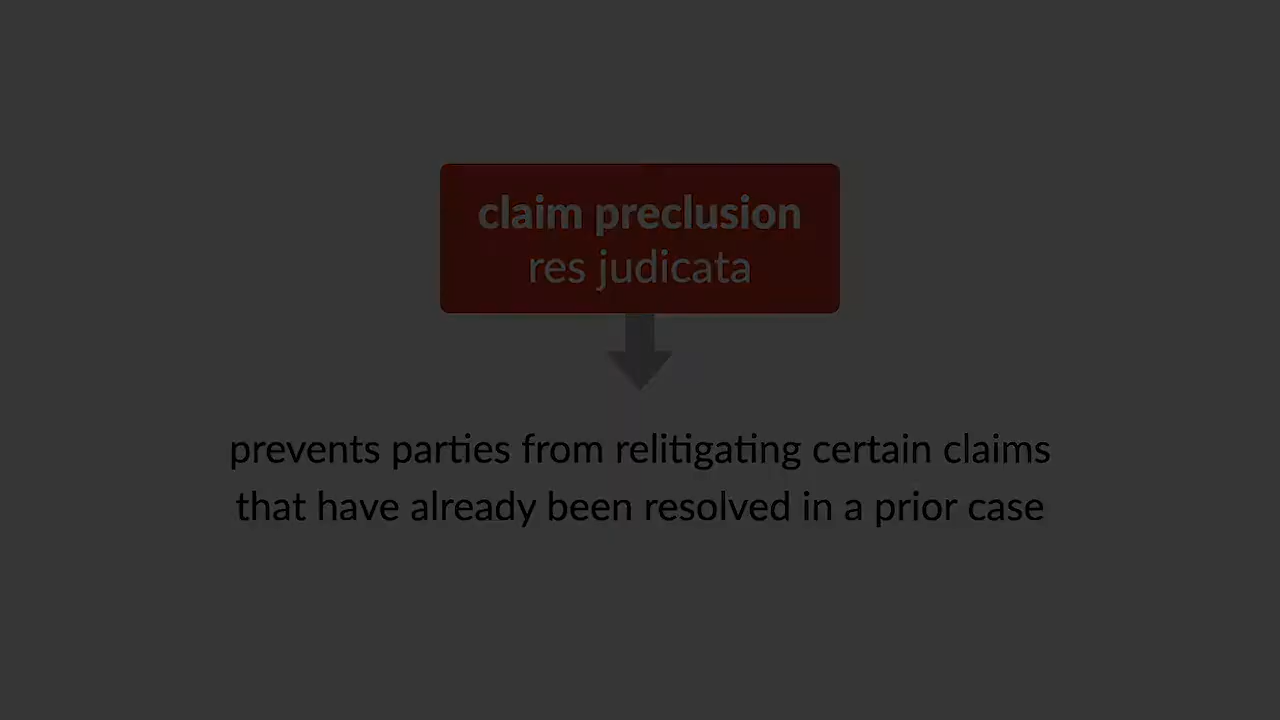 claim preclusion
res judicata
prevents parties from relitigating certain claims
that have already been resolved in a prior case